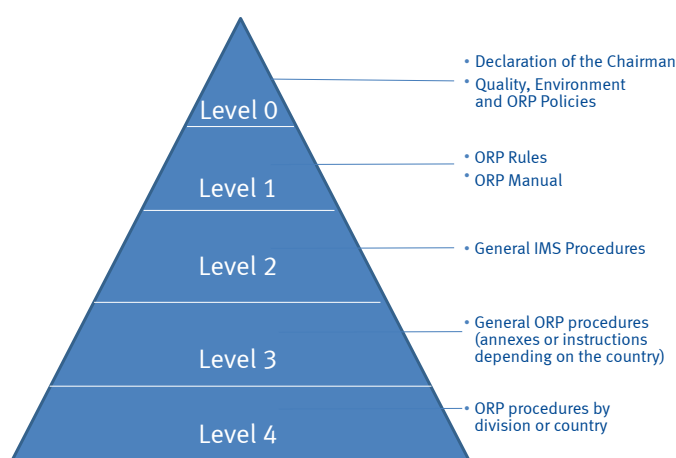 Level 0
• Declaration of the Chairman
• Quality, Environment
and ORP Policies
Level 1
• ORP Rules
• ORP Manual
Level 2
• General IMS Procedures
Level 3
• General ORP procedures
(annexes or instructions
depending on the country)
Level 4
• ORP procedures by
division or country